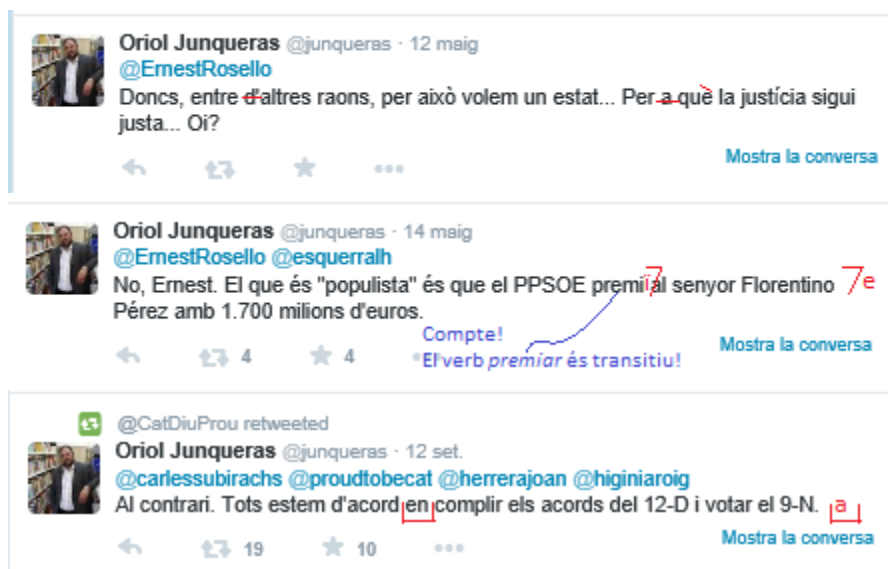 Oriol Junqueras @junqueras · 12 maig
@ErnestRosello
Doncs, entre d'altres raons, per això volem un estat... Per a què la justícia sigui
justa... Oi?
Mostra la conversa
Oriol Junqueras @junqueras · 14 maig
@ErnestRosello @esquerralh
No, Ernest. El que és "populista" és que el PPSOE premiï al senyor Florentino e
Pérez amb 1.700 milions d'euros.
Compte!
El verb premiar és transitiu!
4 4
Mostra la conversa
@CatDiuProu retweeted
Oriol Junqueras @junqueras · 12 set.
@carlessubirachs @proudtobecat @herrerajoan @higiniaroig
Al contrari. Tots estem d'acord en complir els acords del 12-D i votar el 9-N. a
19 10
Mostra la conversa